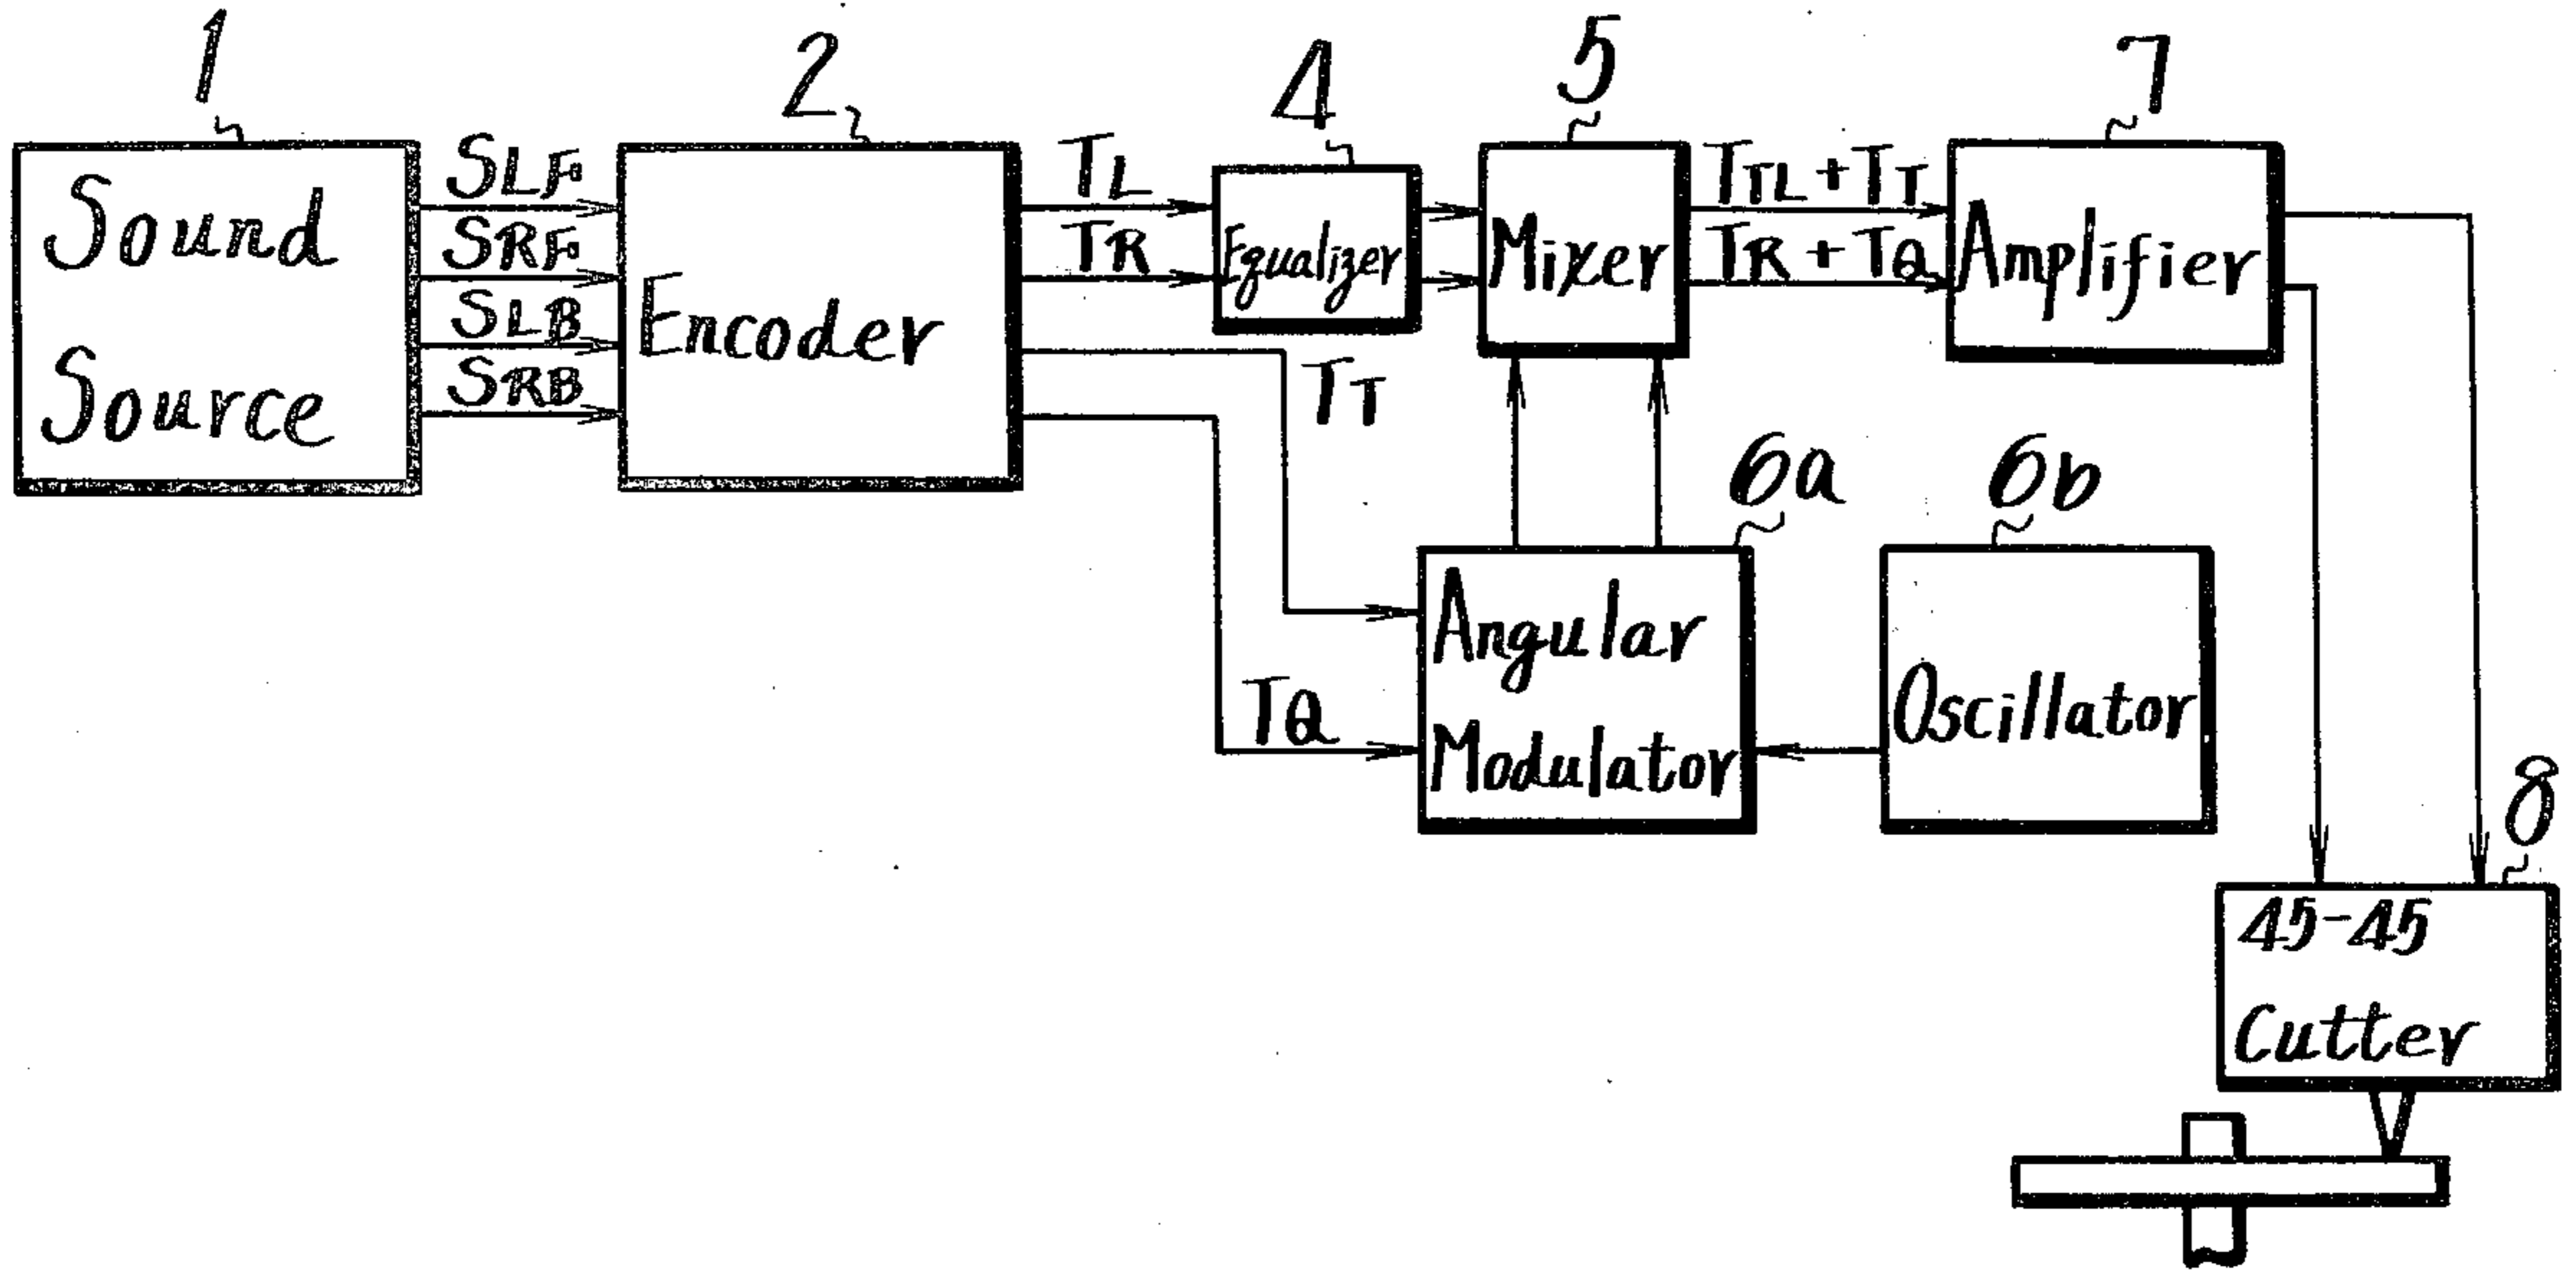 1
2
4
5
7
Sound
Source
SLF
SRF
SLB
SRB
Encoder
TL
TR
Equalizer
Mixer
TTL+TT
TR+TQ
Amplifier
TT
TQ
6a
6b
Angular
Modulator
Oscillator
8
45-45
Cutter